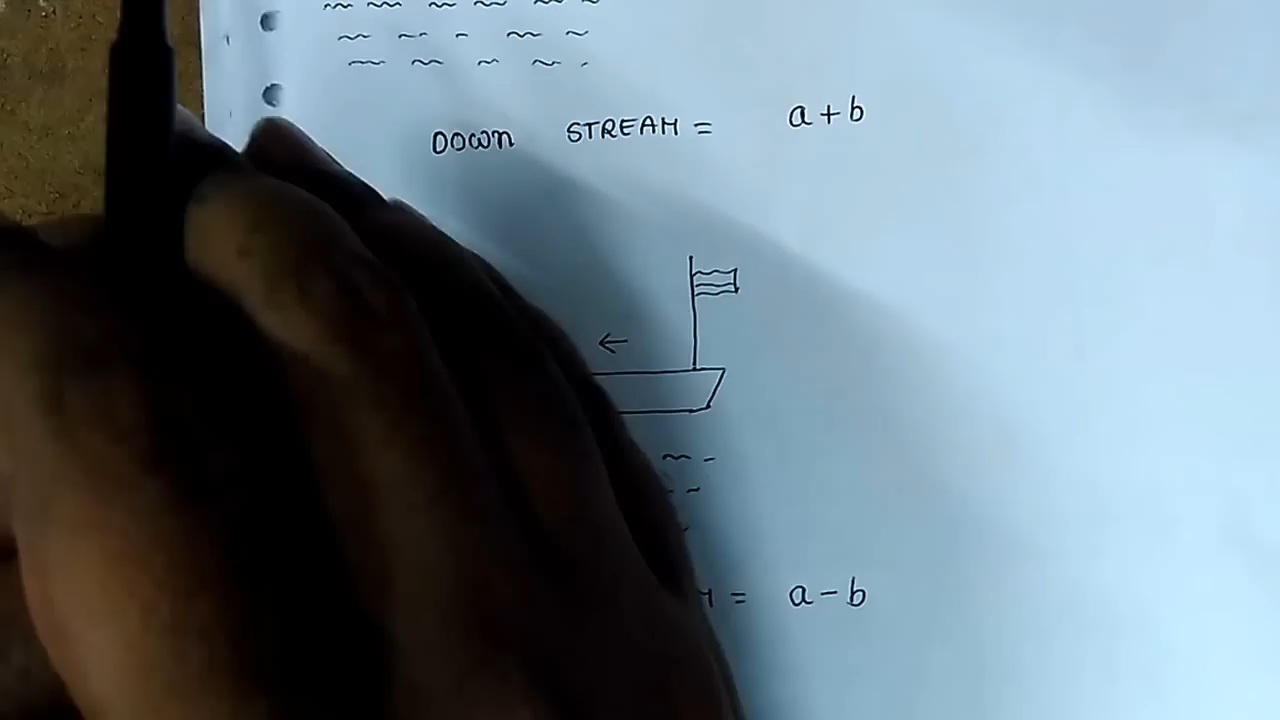 DOWN STREAM = a + b
= a - b